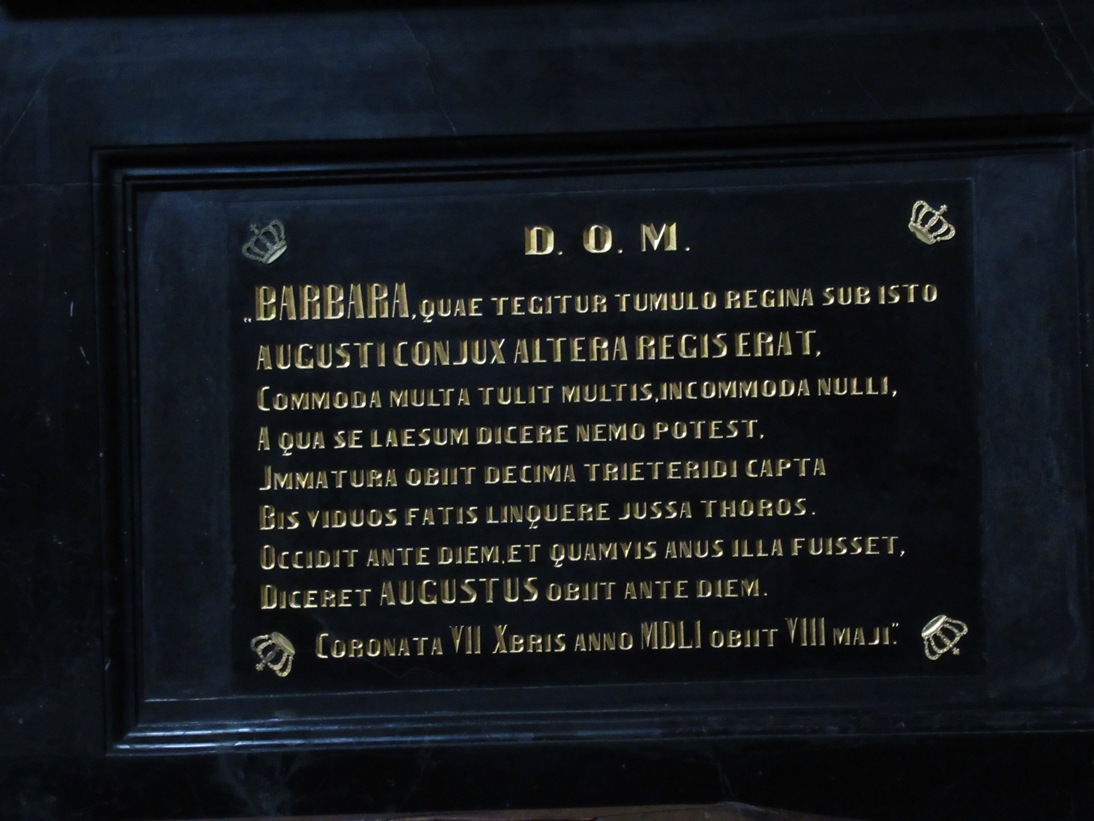 D. O. M.
„BARBARA, QUAE TEGITUR TUMULO REGINA SUB ISTO
AUGUSTI CONJUX ALTERA REGIS ERAT,
COMMODA MULTA TULIT MULTIS, INCOMMODA NULLI,
A QUA SE LAESUM DICERE NEMO POTEST,
JMMATURA OBIIT DECIMA TRIETERIDI CAPTA
BIS VIDUOS FATIS LINQUERE JUSSA THOROS.
OCCIDIT ANTE DIEM, ET QUAMVIS ANUS ILLA FUISSET,
DICERET AUGUSTUS OBIIT ANTE DIEM.
CORONATA VII XBRIS ANNO MDLI OBIIT VIII MAJI."